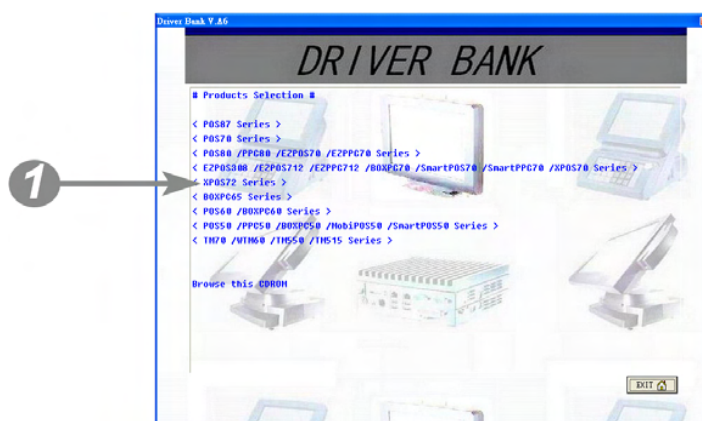 Driver Bank V.A6
DRIVER BANK
# Products Selection #
< POS87 Series >
< POS70 Series >
< POS80 /PPC80 /EZPOS70 /EZPPC70 Series >
< EZPOS308 /EZPOS712 /EZPPC712 /BOXPC70 /SmartPOS70 /SmartPPC70 /XPOS70 Series >
1
XPOS72 Series >
< BOXPC65 Series >
< POS60 /BOXPC60 Series >
< POS50 /PPC50 /BOXPC50 /MobiPOS50 /SmartPOS50 Series >
< TM70 /WTM60 /TM550 /TM515 Series >
Browse this CDROM
EXIT